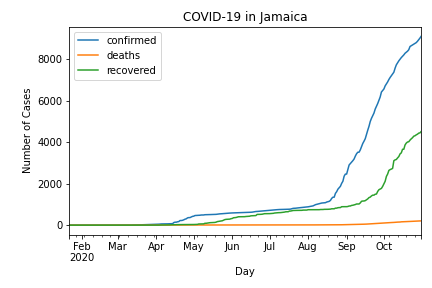 COVID-19 in Jamaica
confirmed
deaths
recovered
Number of Cases
8000
6000
4000
2000
0
Feb Mar Apr May Jun Jul Aug Sep Oct
2020
Day